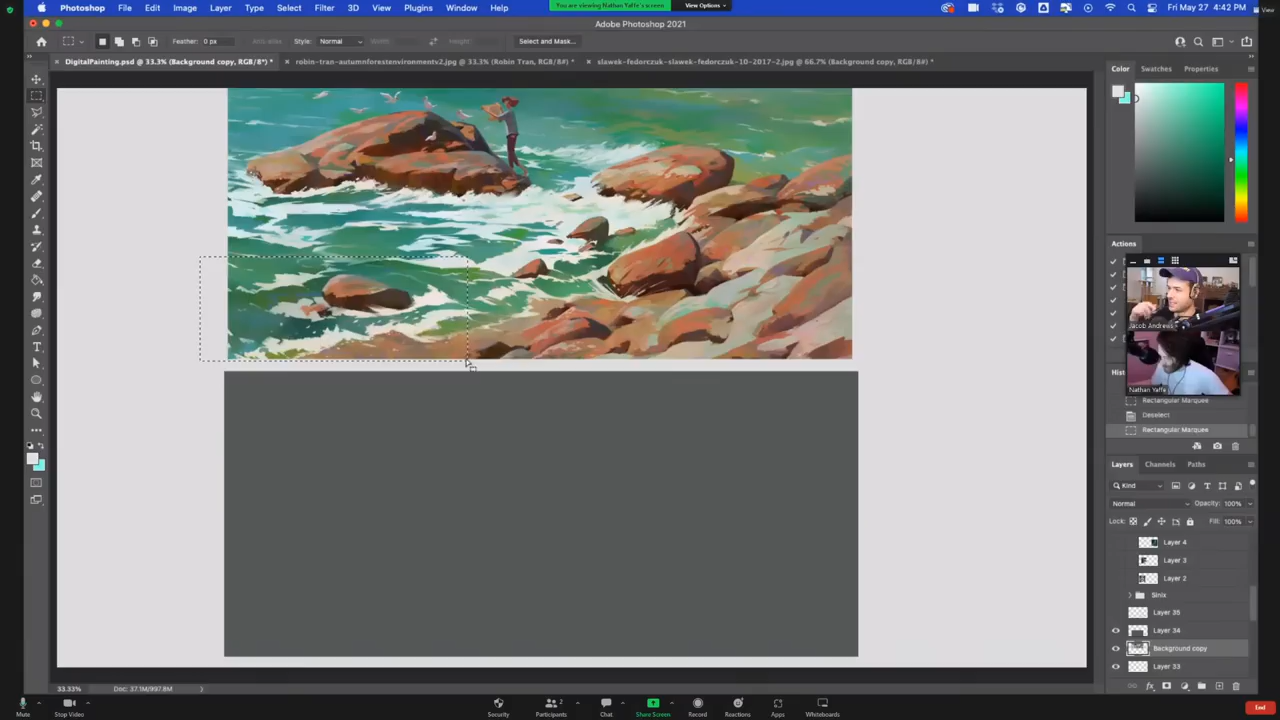 You are viewing Nathan Yaffe's screen
View Options
Photoshop File Edit Image Layer Type Select Filter 3D View Plugins Window Help
Fri May 27 4:42 PM
View
Adobe Photoshop 2021
Feather: 0 px
Anti-alias
Style: Normal
Width:
Height:
Select and Mask...
DigitalPainting.psd @ 33.3% (Background copy, RGB/8*) *
robin-tran-autumnforestenvironmentv2.jpg @ 33.3% (Robin Tran, RGB/8#) *
slawek-fedorczuk-slawek-fedorczuk-10-2017-2.jpg @ 66.7% (Background copy, RGB/8#) *
Color Swatches Properties
Actions
Jacob Andrews
Nathan Yaffe
Rectangular Marquee
Deselect
Rectangular Marquee
Layers Channels Paths
Kind
Normal Opacity: 100%
Lock: Fill: 100%
Layer 4
Layer 3
Layer 2
Sinix
Layer 35
Layer 34
Background copy
Layer 33
33.33% Doc: 37.1M/997.8M
Mute
Stop Video
Security
Participants
2
Chat
Share Screen
Record
Reactions
Apps
Whiteboards
End